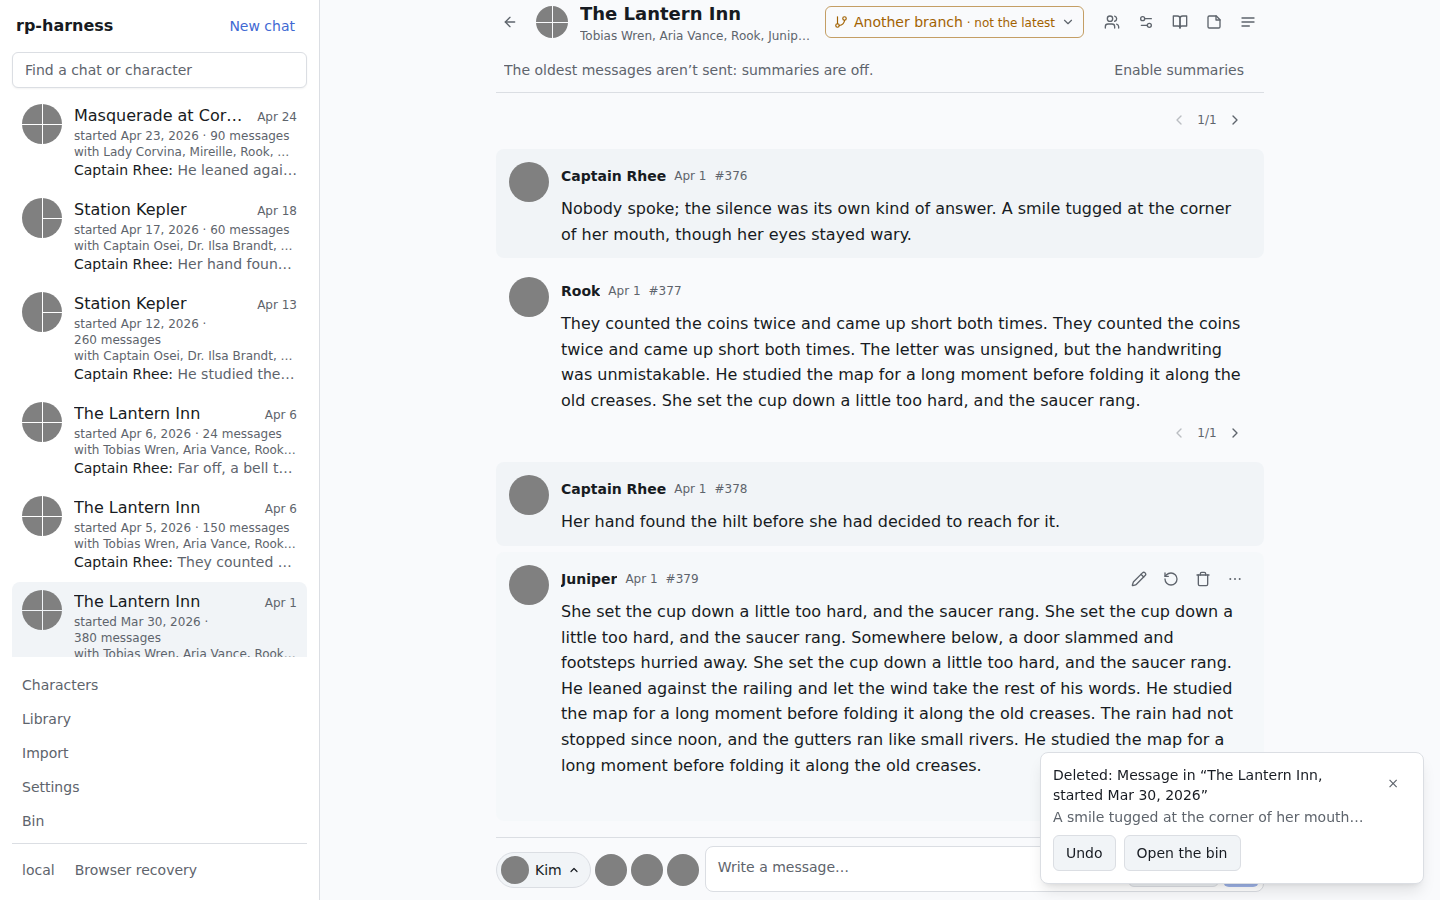 rp-harness
New chat
Find a chat or character
Masquerade at Cor…
Apr 24
started Apr 23, 2026 · 90 messages
with Lady Corvina, Mireille, Rook, …
Captain Rhee: He leaned agai…
Station Kepler
Apr 18
started Apr 17, 2026 · 60 messages
with Captain Osei, Dr. Ilsa Brandt, …
Captain Rhee: Her hand foun…
Station Kepler
Apr 13
started Apr 12, 2026 ·
260 messages
with Captain Osei, Dr. Ilsa Brandt, …
Captain Rhee: He studied the…
The Lantern Inn
Apr 6
started Apr 6, 2026 · 24 messages
with Tobias Wren, Aria Vance, Rook…
Captain Rhee: Far off, a bell t…
The Lantern Inn
Apr 6
started Apr 5, 2026 · 150 messages
with Tobias Wren, Aria Vance, Rook…
Captain Rhee: They counted …
The Lantern Inn
Apr 1
started Mar 30, 2026 ·
380 messages
with Tobias Wren, Aria Vance, Rook…
Characters
Library
Import
Settings
Bin
local
Browser recovery
The Lantern Inn
Tobias Wren, Aria Vance, Rook, Junip…
Another branch · not the latest
The oldest messages aren’t sent: summaries are off.
Enable summaries
1/1
Captain Rhee Apr 1 #376
Nobody spoke; the silence was its own kind of answer. A smile tugged at the corner
of her mouth, though her eyes stayed wary.
Rook Apr 1 #377
They counted the coins twice and came up short both times. They counted the coins
twice and came up short both times. The letter was unsigned, but the handwriting
was unmistakable. He studied the map for a long moment before folding it along the
old creases. She set the cup down a little too hard, and the saucer rang.
1/1
Captain Rhee Apr 1 #378
Her hand found the hilt before she had decided to reach for it.
Juniper Apr 1 #379
She set the cup down a little too hard, and the saucer rang. She set the cup down a
little too hard, and the saucer rang. Somewhere below, a door slammed and
footsteps hurried away. She set the cup down a little too hard, and the saucer rang.
He leaned against the railing and let the wind take the rest of his words. He studied
the map for a long moment before folding it along the old creases. The rain had not
stopped since noon, and the gutters ran like small rivers. He studied the map for a
long moment before folding it along the old creases.
Kim
Write a message…
Deleted: Message in “The Lantern Inn,
started Mar 30, 2026”
A smile tugged at the corner of her mouth…
Undo
Open the bin